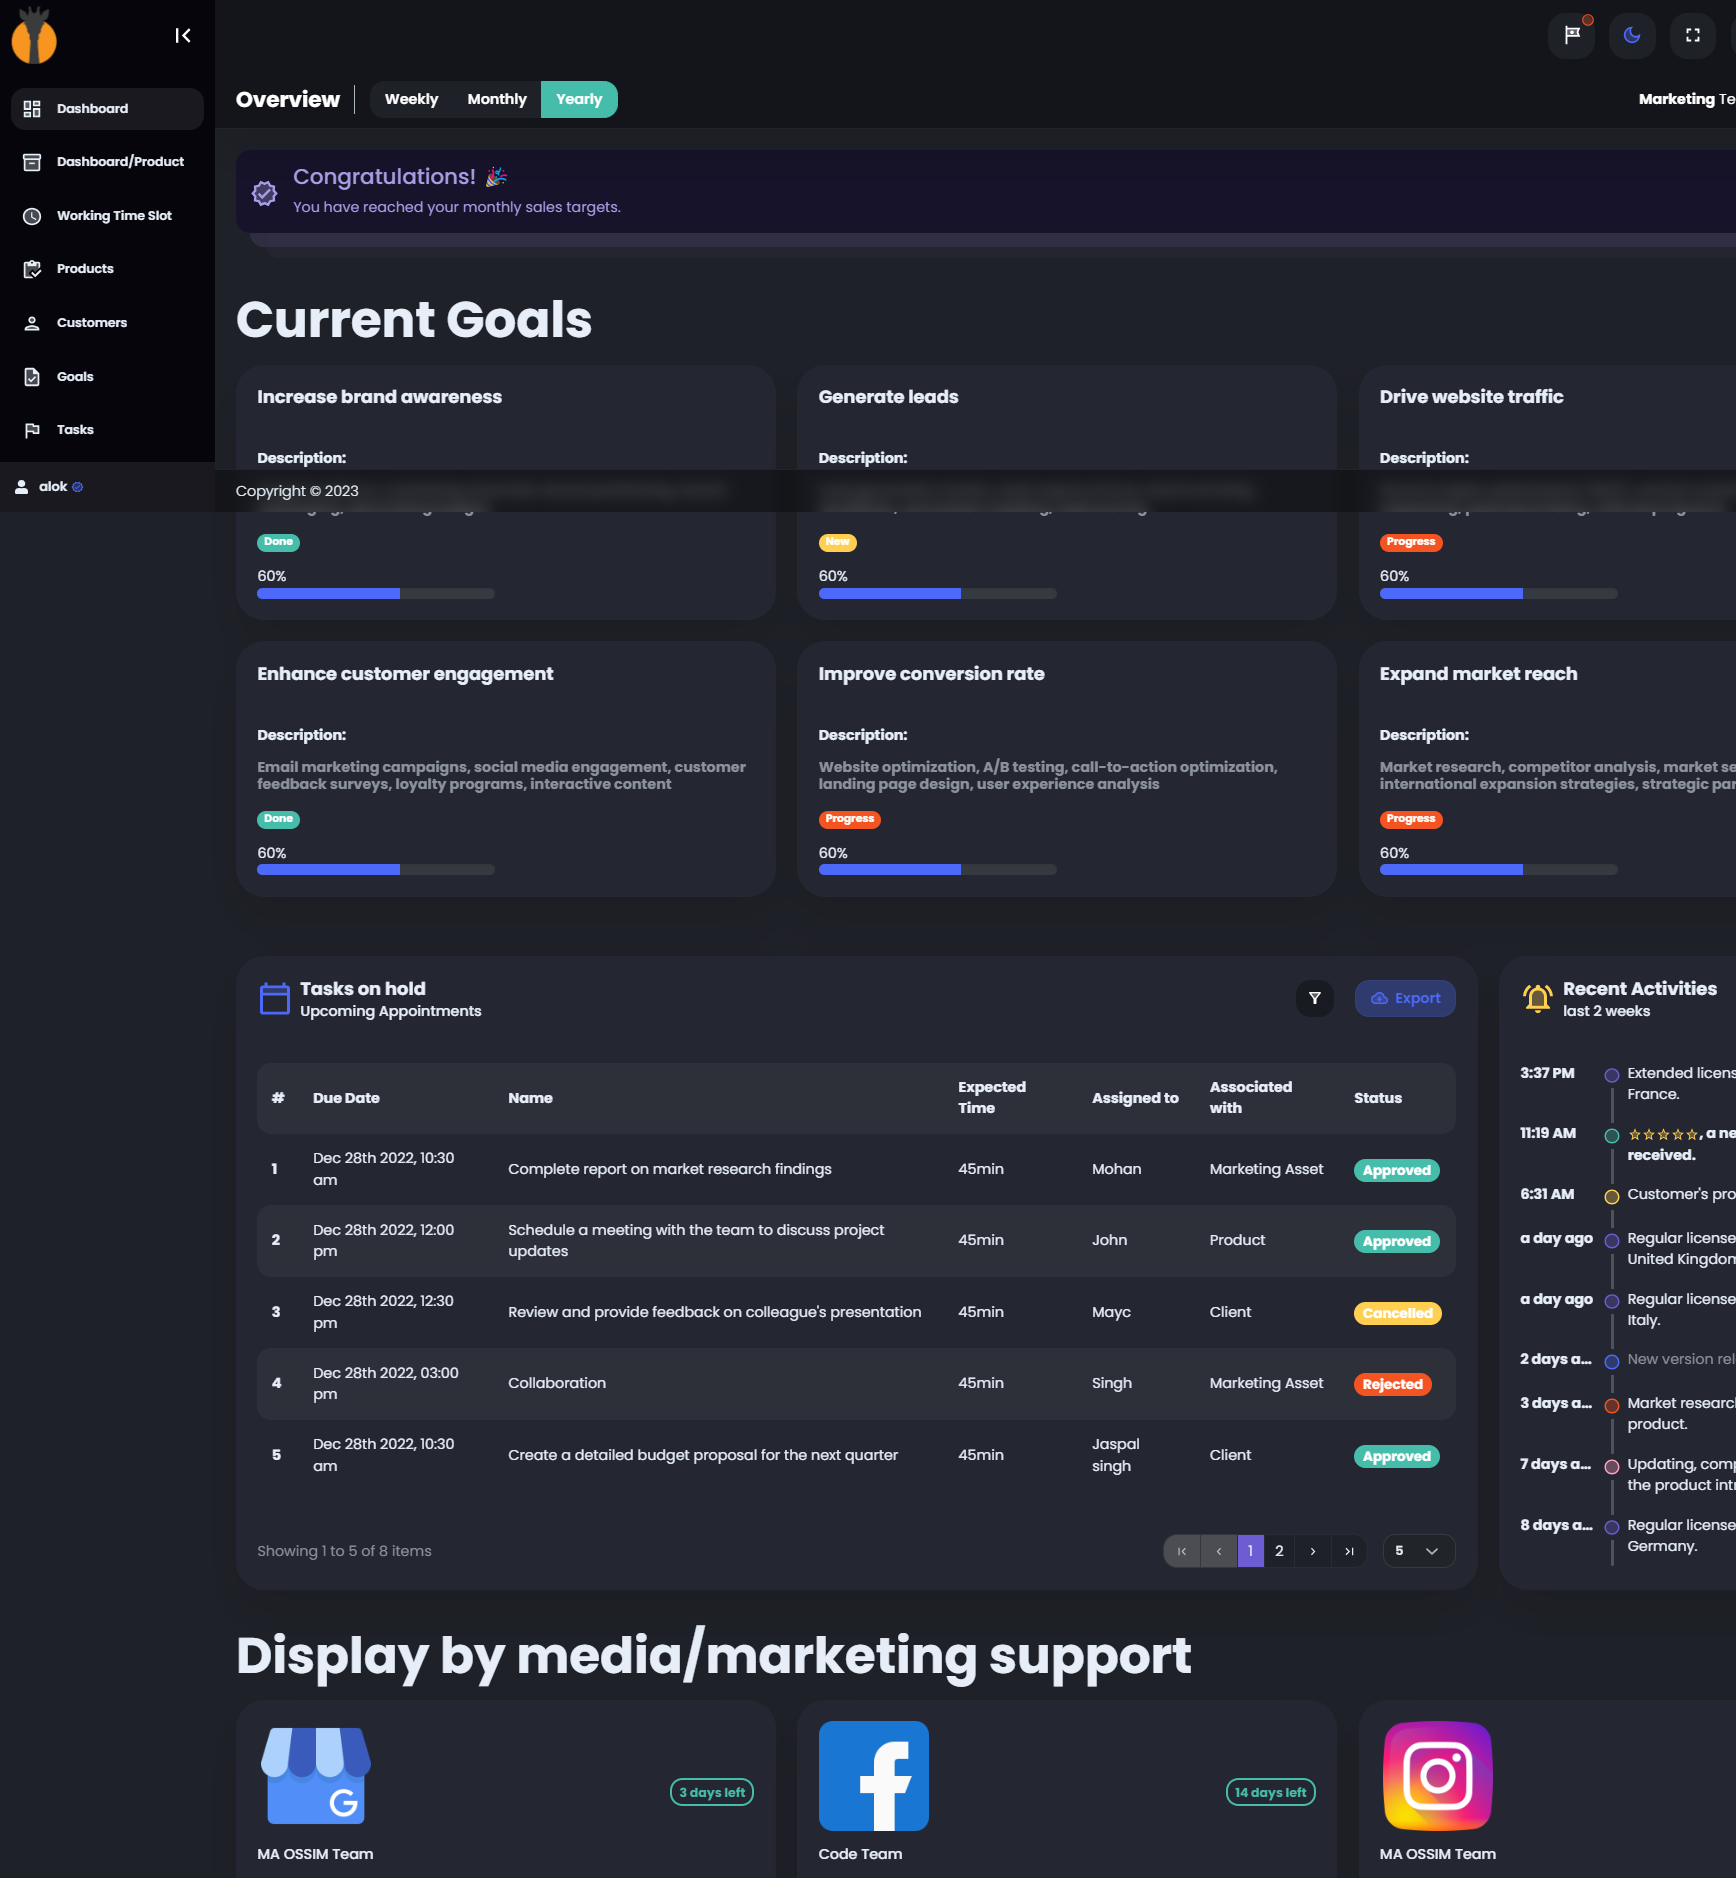 Dashboard
Dashboard/Product
Working Time Slot
Products
Customers
Goals
Tasks
alok
Overview
Weekly
Monthly
Yearly
Marketing
Congratulations! 🎉
You have reached your monthly sales targets.
Current Goals
Increase brand awareness
Description:
Done
60%
Generate leads
Description:
New
60%
Drive website traffic
Description:
Progress
60%
Copyright © 2023
Enhance customer engagement
Description:
Email marketing campaigns, social media engagement, customer
feedback surveys, loyalty programs, interactive content
Done
60%
Improve conversion rate
Description:
Website optimization, A/B testing, call-to-action optimization,
landing page design, user experience analysis
Progress
60%
Expand market reach
Description:
Market research, competitor analysis, market
international expansion strategies, strategic
Progress
60%
Tasks on hold
Upcoming Appointments
Export
# Due Date Name Expected Time Assigned to Associated with Status
1 Dec 28th 2022, 10:30 am Complete report on market research findings 45min Mohan Marketing Asset Approved
2 Dec 28th 2022, 12:00 pm Schedule a meeting with the team to discuss project updates 45min John Product Approved
3 Dec 28th 2022, 12:30 pm Review and provide feedback on colleague's presentation 45min Mayc Client Cancelled
4 Dec 28th 2022, 03:00 pm Collaboration 45min Singh Marketing Asset Rejected
5 Dec 28th 2022, 10:30 am Create a detailed budget proposal for the next quarter 45min Jaspal singh Client Approved
Showing 1 to 5 of 8 items
1 2
5
Recent Activities
last 2 weeks
3:37 PM Extended
France.
11:19 AM ☆☆☆☆☆, a
received.
6:31 AM Customer's
a day ago Regular license
United Kingdom
a day ago Regular license
Italy.
2 days a... New version
3 days a... Market
product.
7 days a... Updating,
the product
8 days a... Regular license
Germany.
Display by media/marketing support
G
3 days left
MA OSSIM Team
f
14 days left
Code Team
MA OSSIM Team